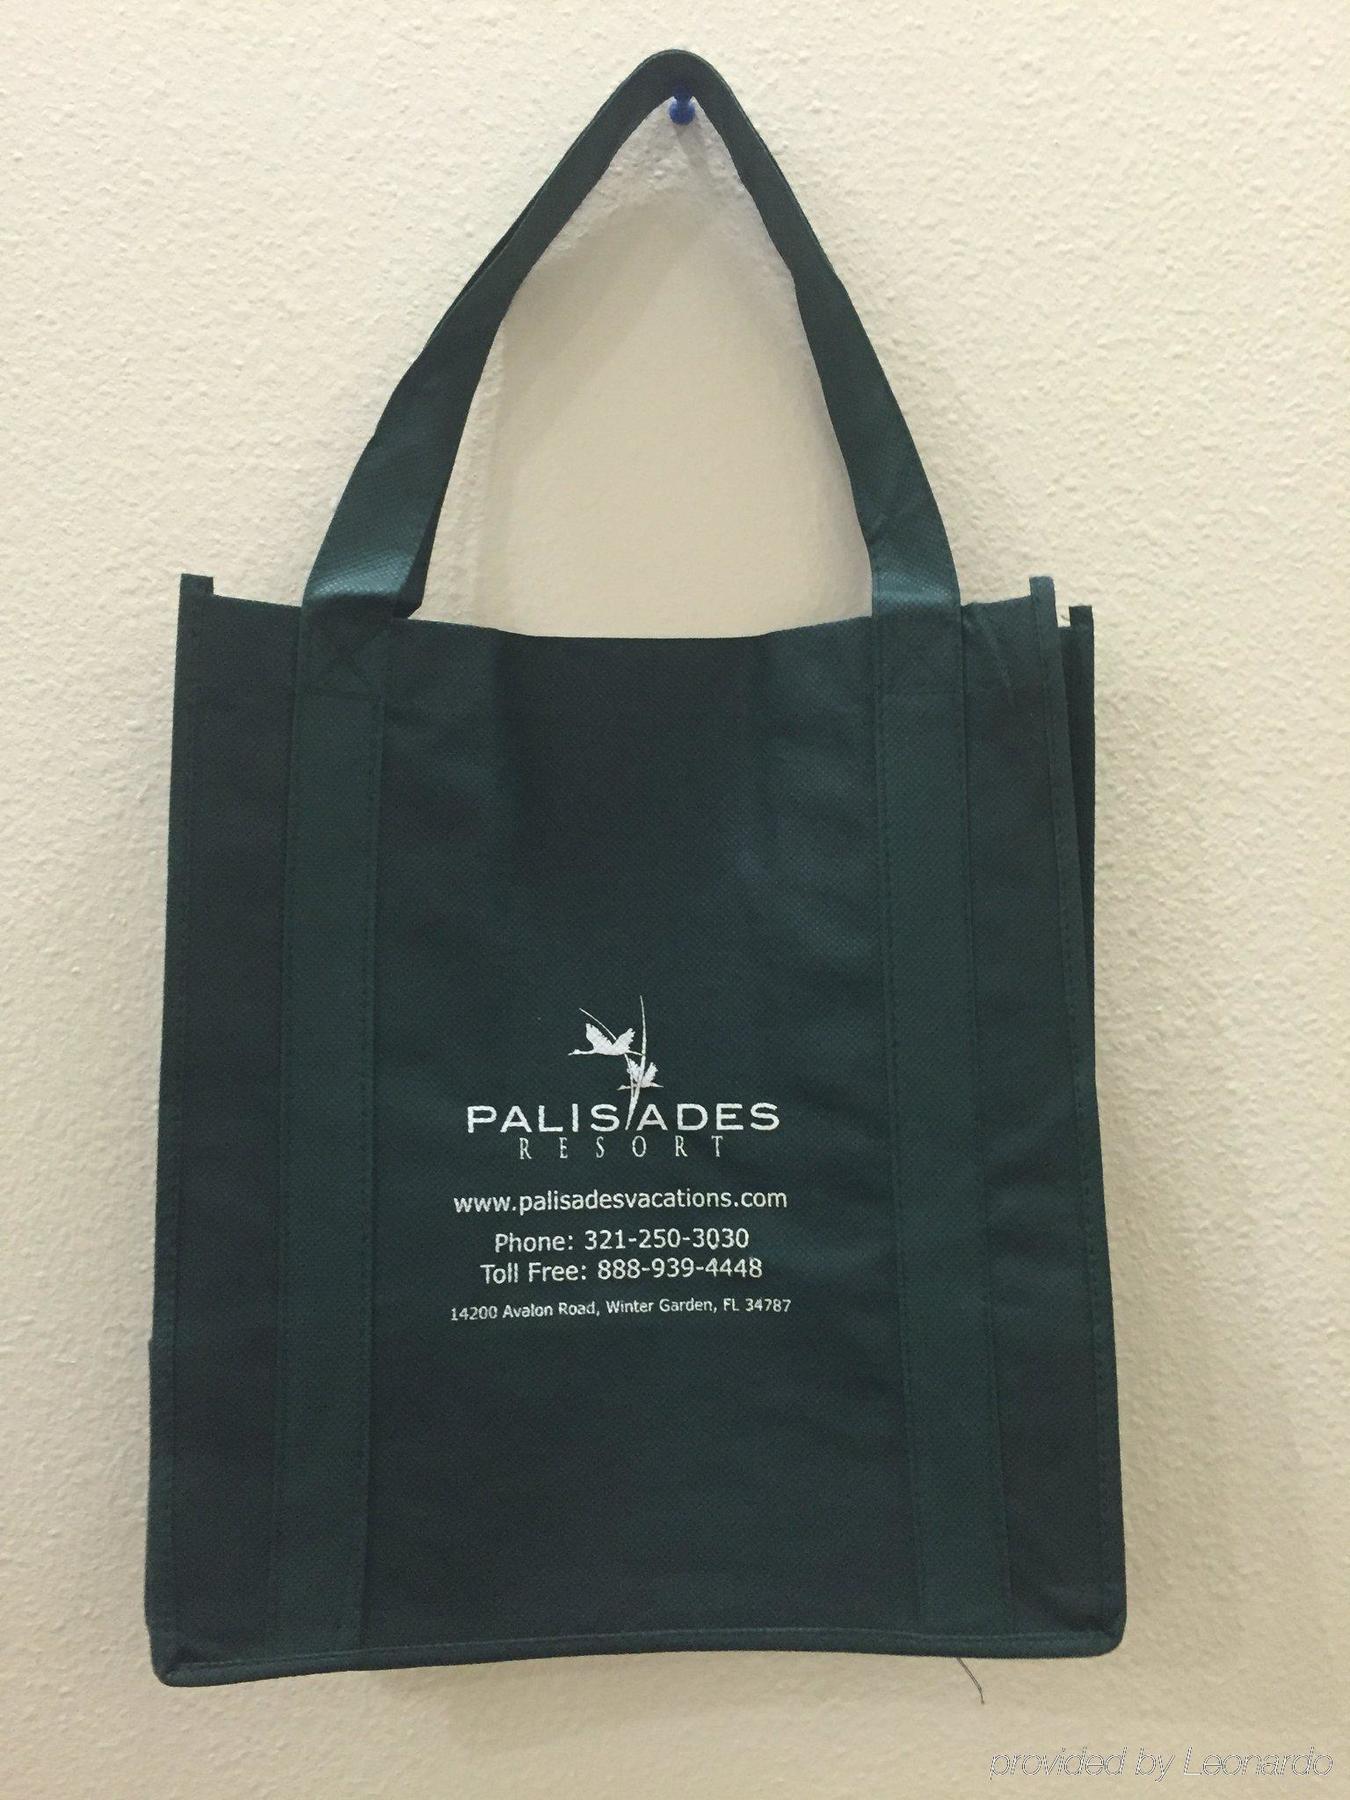 PALISADES
RESORT
www.palisadesvacations.com
Phone: 321-250-3030
Toll Free: 888-939-4448
14200 Avalon Road, Winter Garden, FL 34787
provided by Leonardo